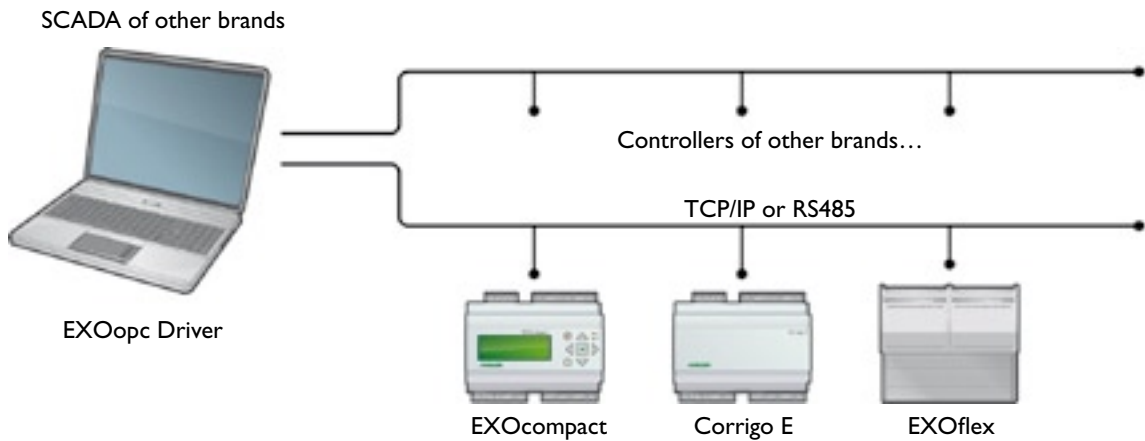 SCADA of other brands
Controllers of other brands…
TCP/IP or RS485
EXOopc Driver
EXOcompact
Corrigo E
EXOflex